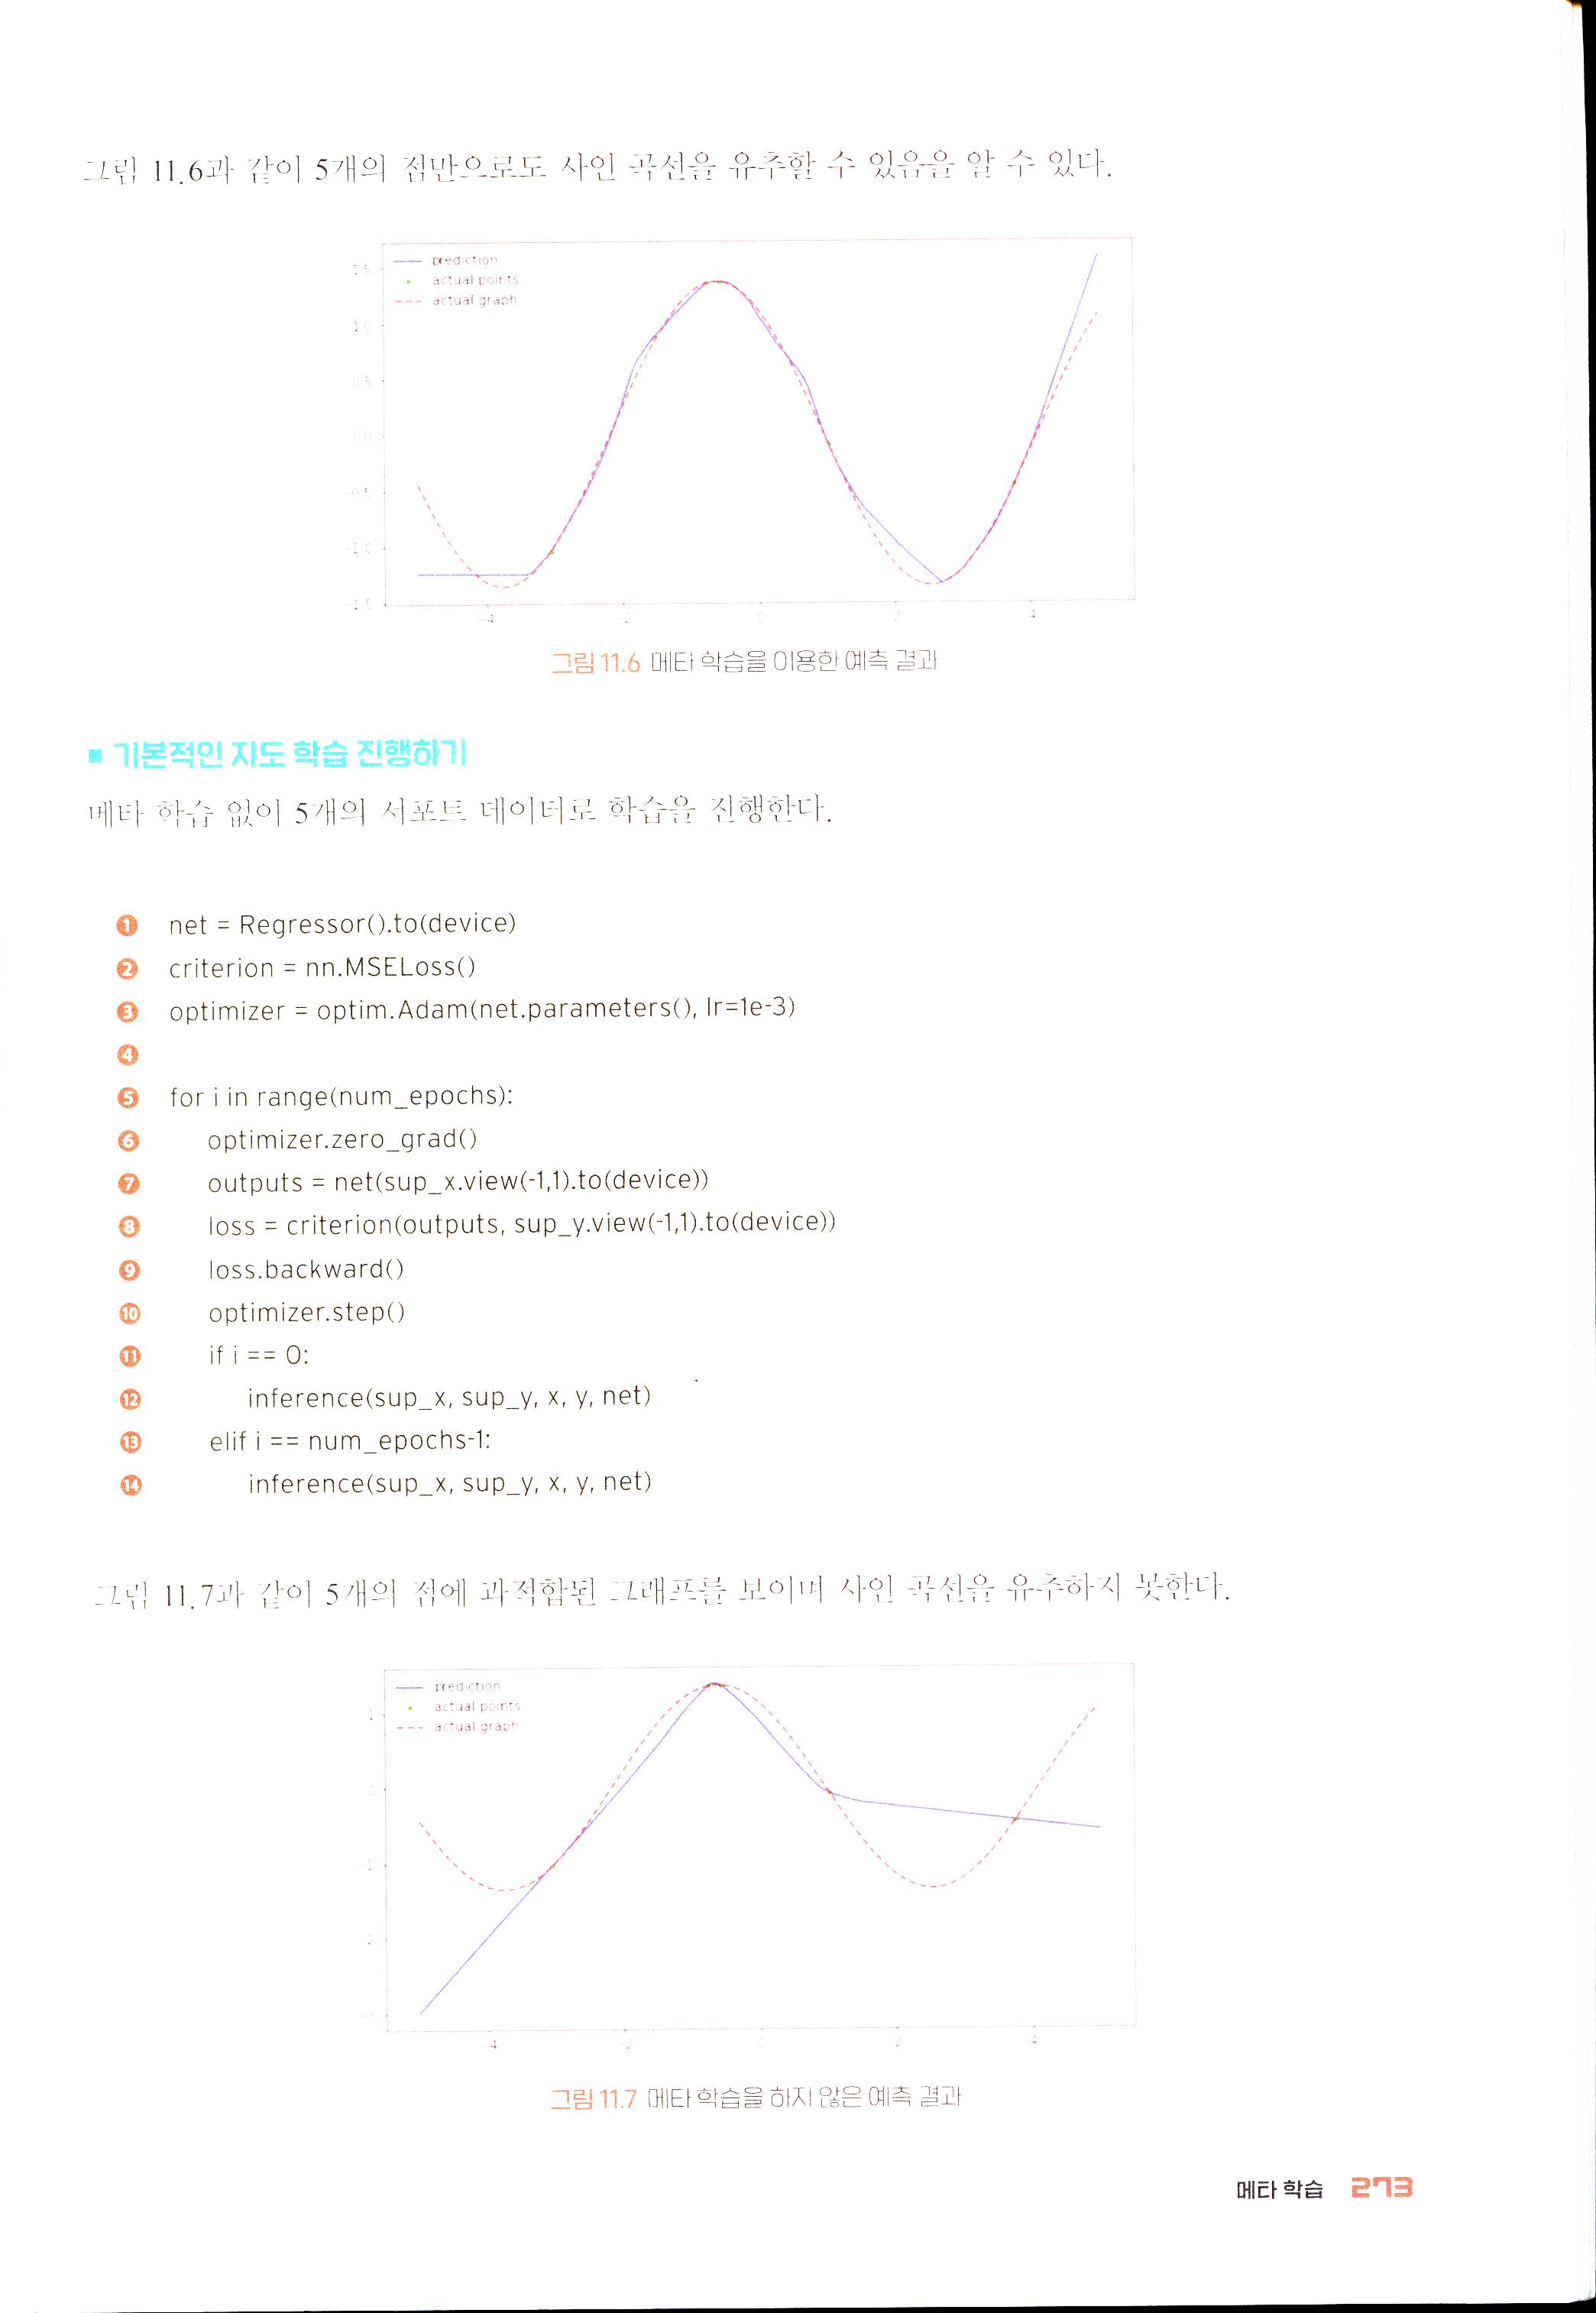 그림 11.6과 같이 5개의 점만으로도 사인 곡선을 유추할 수 있음을 알 수 있다.
prediction
actual points
actual graph
1.5
1.0
0.5
0.0
-0.5
-1.0
-1.5
-4 -2 0 2 4
그림 11.6 메타 학습을 이용한 예측 결과
■ 기본적인 지도 학습 진행하기
메타 학습 없이 5개의 서포트 데이터로 학습을 진행한다.
1 net = Regressor().to(device)
2 criterion = nn.MSELoss()
3 optimizer = optim.Adam(net.parameters(), lr=1e-3)
4
5 for i in range(num_epochs):
6 optimizer.zero_grad()
7 outputs = net(sup_x.view(-1,1).to(device))
8 loss = criterion(outputs, sup_y.view(-1,1).to(device))
9 loss.backward()
10 optimizer.step()
11 if i == 0:
12 inference(sup_x, sup_y, x, y, net)
13 elif i == num_epochs-1:
14 inference(sup_x, sup_y, x, y, net)
그림 11.7과 같이 5개의 점에 과적합된 그래프를 보이며 사인 곡선을 유추하지 못한다.
prediction
actual points
actual graph
1
0
-1
-2
-4 -2 0 2 4
그림 11.7 메타 학습을 하지 않은 예측 결과
메타 학습 273